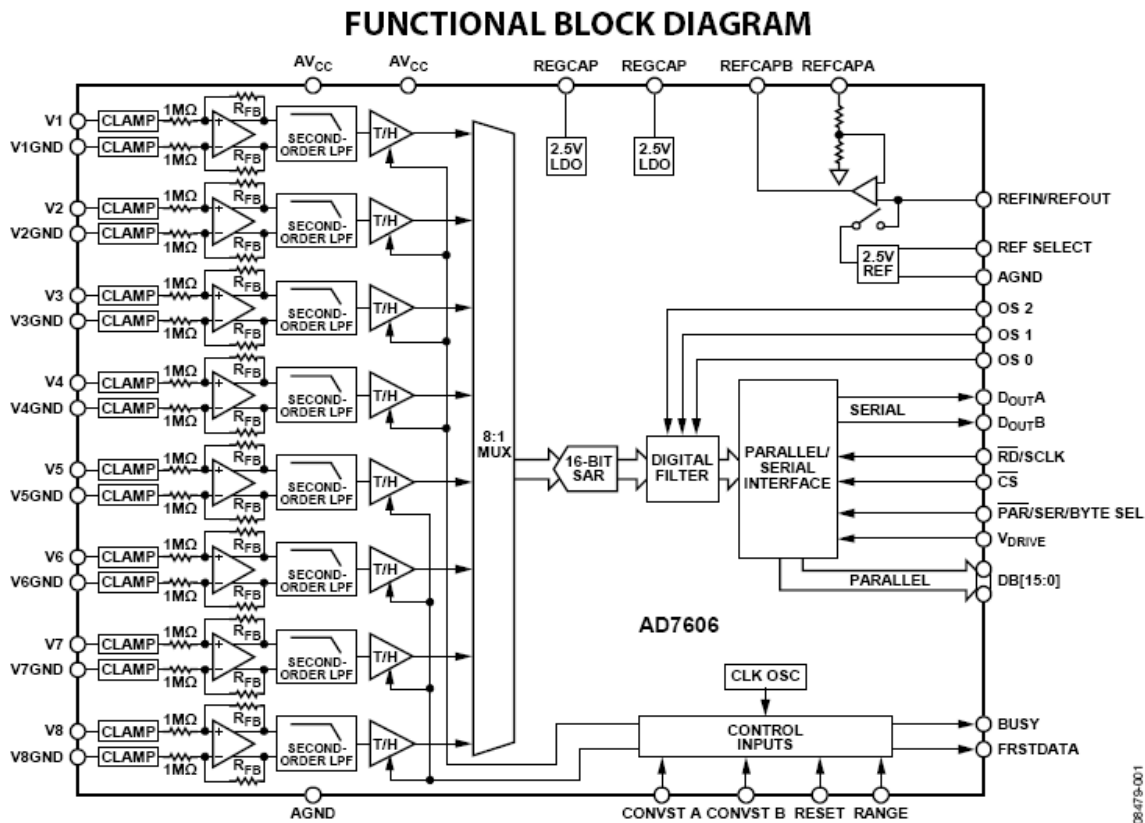 FUNCTIONAL BLOCK DIAGRAM
AVCC AVCC REGCAP REGCAP REFCAPB REFCAPA
V1 CLAMP 1MΩ RFB + SECOND-ORDER LPF T/H
V1GND CLAMP 1MΩ RFB −
2.5V LDO 2.5V LDO
V2 CLAMP 1MΩ RFB + SECOND-ORDER LPF T/H
V2GND CLAMP 1MΩ RFB −
REFIN/REFOUT
REF SELECT
2.5V REF
AGND
V3 CLAMP 1MΩ RFB + SECOND-ORDER LPF T/H
V3GND CLAMP 1MΩ RFB −
OS 2
OS 1
OS 0
V4 CLAMP 1MΩ RFB + SECOND-ORDER LPF T/H
V4GND CLAMP 1MΩ RFB −
8:1 MUX
16-BIT SAR
DIGITAL FILTER
PARALLEL/SERIAL INTERFACE
SERIAL
DOUTA
DOUTB
RD/SCLK
CS
PAR/SER/BYTE SEL
VDRIVE
PARALLEL
DB[15:0]
V5 CLAMP 1MΩ RFB + SECOND-ORDER LPF T/H
V5GND CLAMP 1MΩ RFB −
V6 CLAMP 1MΩ RFB + SECOND-ORDER LPF T/H
V6GND CLAMP 1MΩ RFB −
AD7606
V7 CLAMP 1MΩ RFB + SECOND-ORDER LPF T/H
V7GND CLAMP 1MΩ RFB −
CLK OSC
V8 CLAMP 1MΩ RFB + SECOND-ORDER LPF T/H
V8GND CLAMP 1MΩ RFB −
CONTROL INPUTS
BUSY
FRSTDATA
AGND CONVST A CONVST B RESET RANGE
08479-001